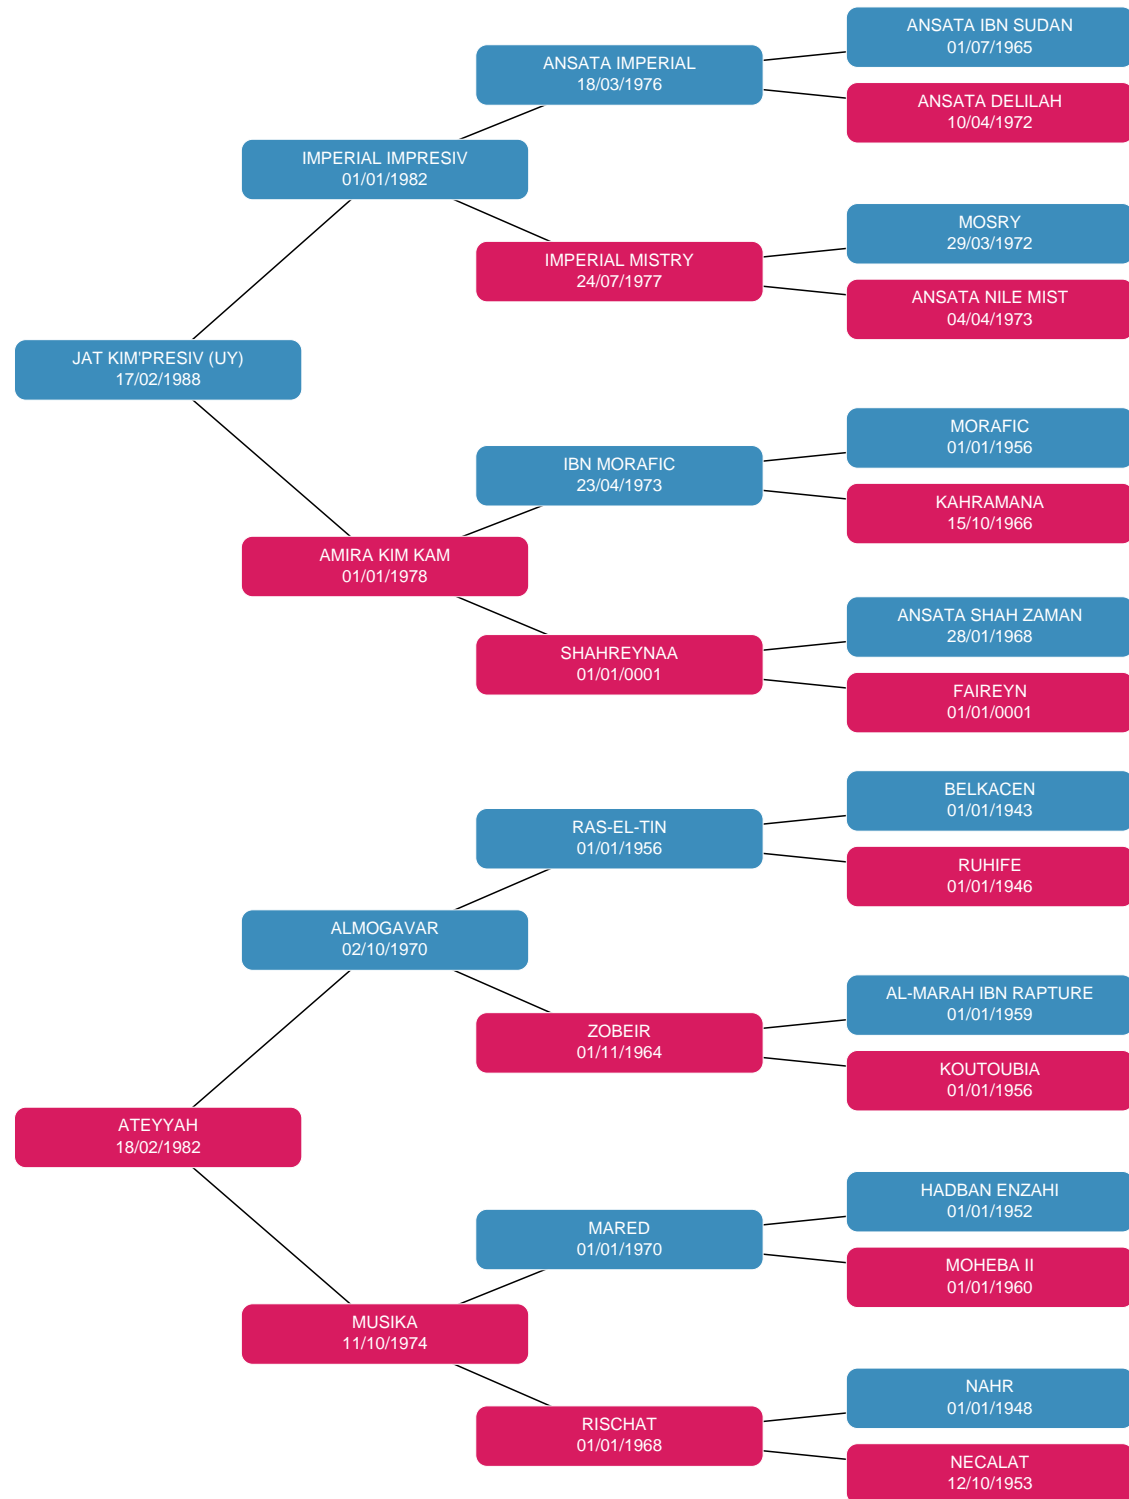 ANSATA IBN SUDAN
01/07/1965
ANSATA IMPERIAL
18/03/1976
ANSATA DELILAH
10/04/1972
IMPERIAL IMPRESIV
01/01/1982
MOSRY
29/03/1972
IMPERIAL MISTRY
24/07/1977
ANSATA NILE MIST
04/04/1973
JAT KIM'PRESIV (UY)
17/02/1988
MORAFIC
01/01/1956
IBN MORAFIC
23/04/1973
KAHRAMANA
15/10/1966
AMIRA KIM KAM
01/01/1978
ANSATA SHAH ZAMAN
28/01/1968
SHAHREYNAA
01/01/0001
FAIREYN
01/01/0001
BELKACEN
01/01/1943
RAS-EL-TIN
01/01/1956
RUHIFE
01/01/1946
ALMOGAVAR
02/10/1970
AL-MARAH IBN RAPTURE
01/01/1959
ZOBEIR
01/11/1964
KOUTOUBIA
01/01/1956
ATEYYAH
18/02/1982
HADBAN ENZAHI
01/01/1952
MARED
01/01/1970
MOHEBA II
01/01/1960
MUSIKA
11/10/1974
NAHR
01/01/1948
RISCHAT
01/01/1968
NECALAT
12/10/1953